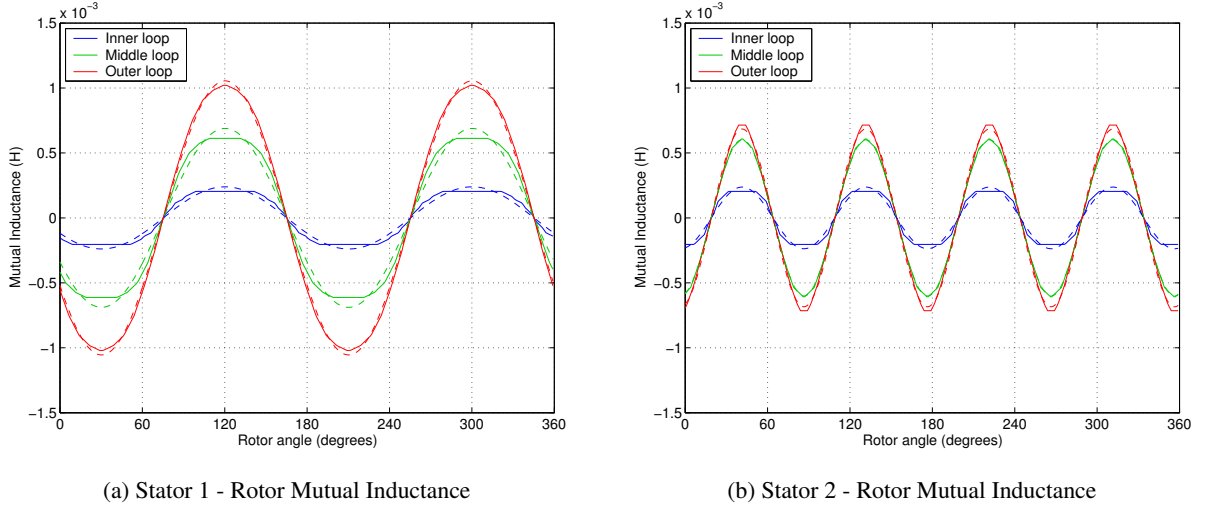 x 10⁻³
1.5
1
0.5
0
−0.5
−1
−1.5
Mutual Inductance (H)
Inner loop
Middle loop
Outer loop
0 60 120 180 240 300 360
Rotor angle (degrees)
(a) Stator 1 - Rotor Mutual Inductance
x 10⁻³
1.5
1
0.5
0
−0.5
−1
−1.5
Mutual Inductance (H)
Inner loop
Middle loop
Outer loop
0 60 120 180 240 300 360
Rotor angle (degrees)
(b) Stator 2 - Rotor Mutual Inductance